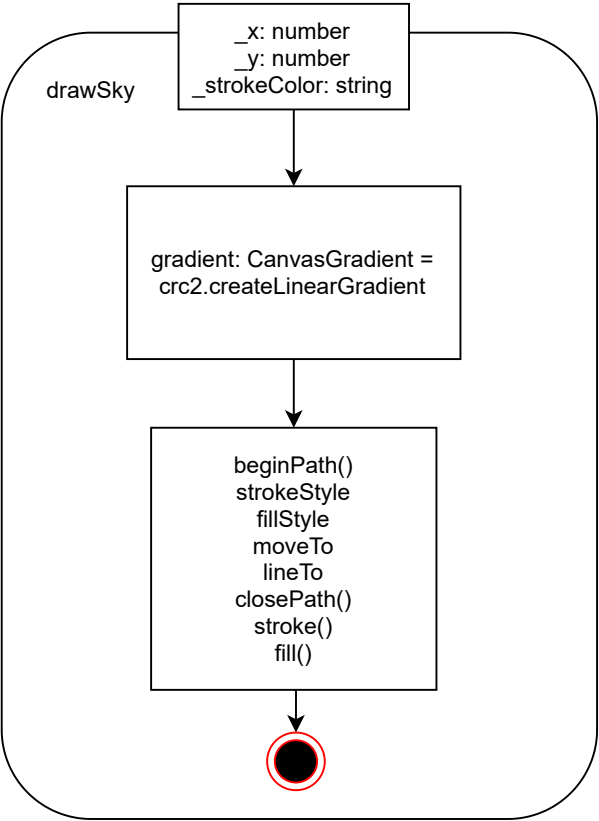 _x: number
_y: number
_strokeColor: string
drawSky
gradient: CanvasGradient =
crc2.createLinearGradient
beginPath()
strokeStyle
fillStyle
moveTo
lineTo
closePath()
stroke()
fill()